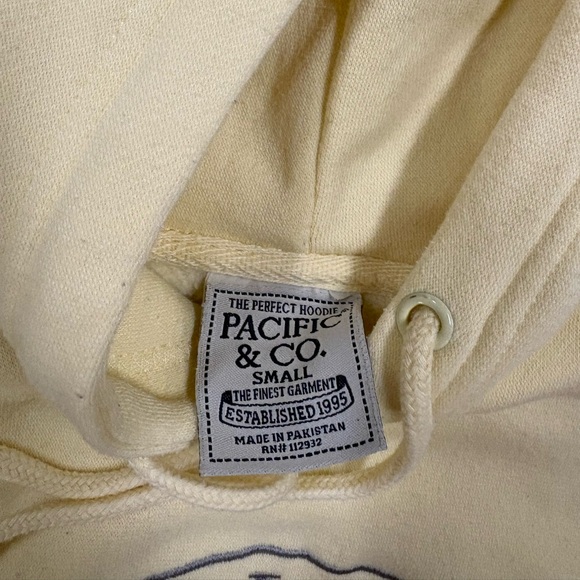 THE PERFECT HOODIE®
PACIFIC
& CO.
SMALL
THE FINEST GARMENT
ESTABLISHED 1995
MADE IN PAKISTAN
RN# 112932